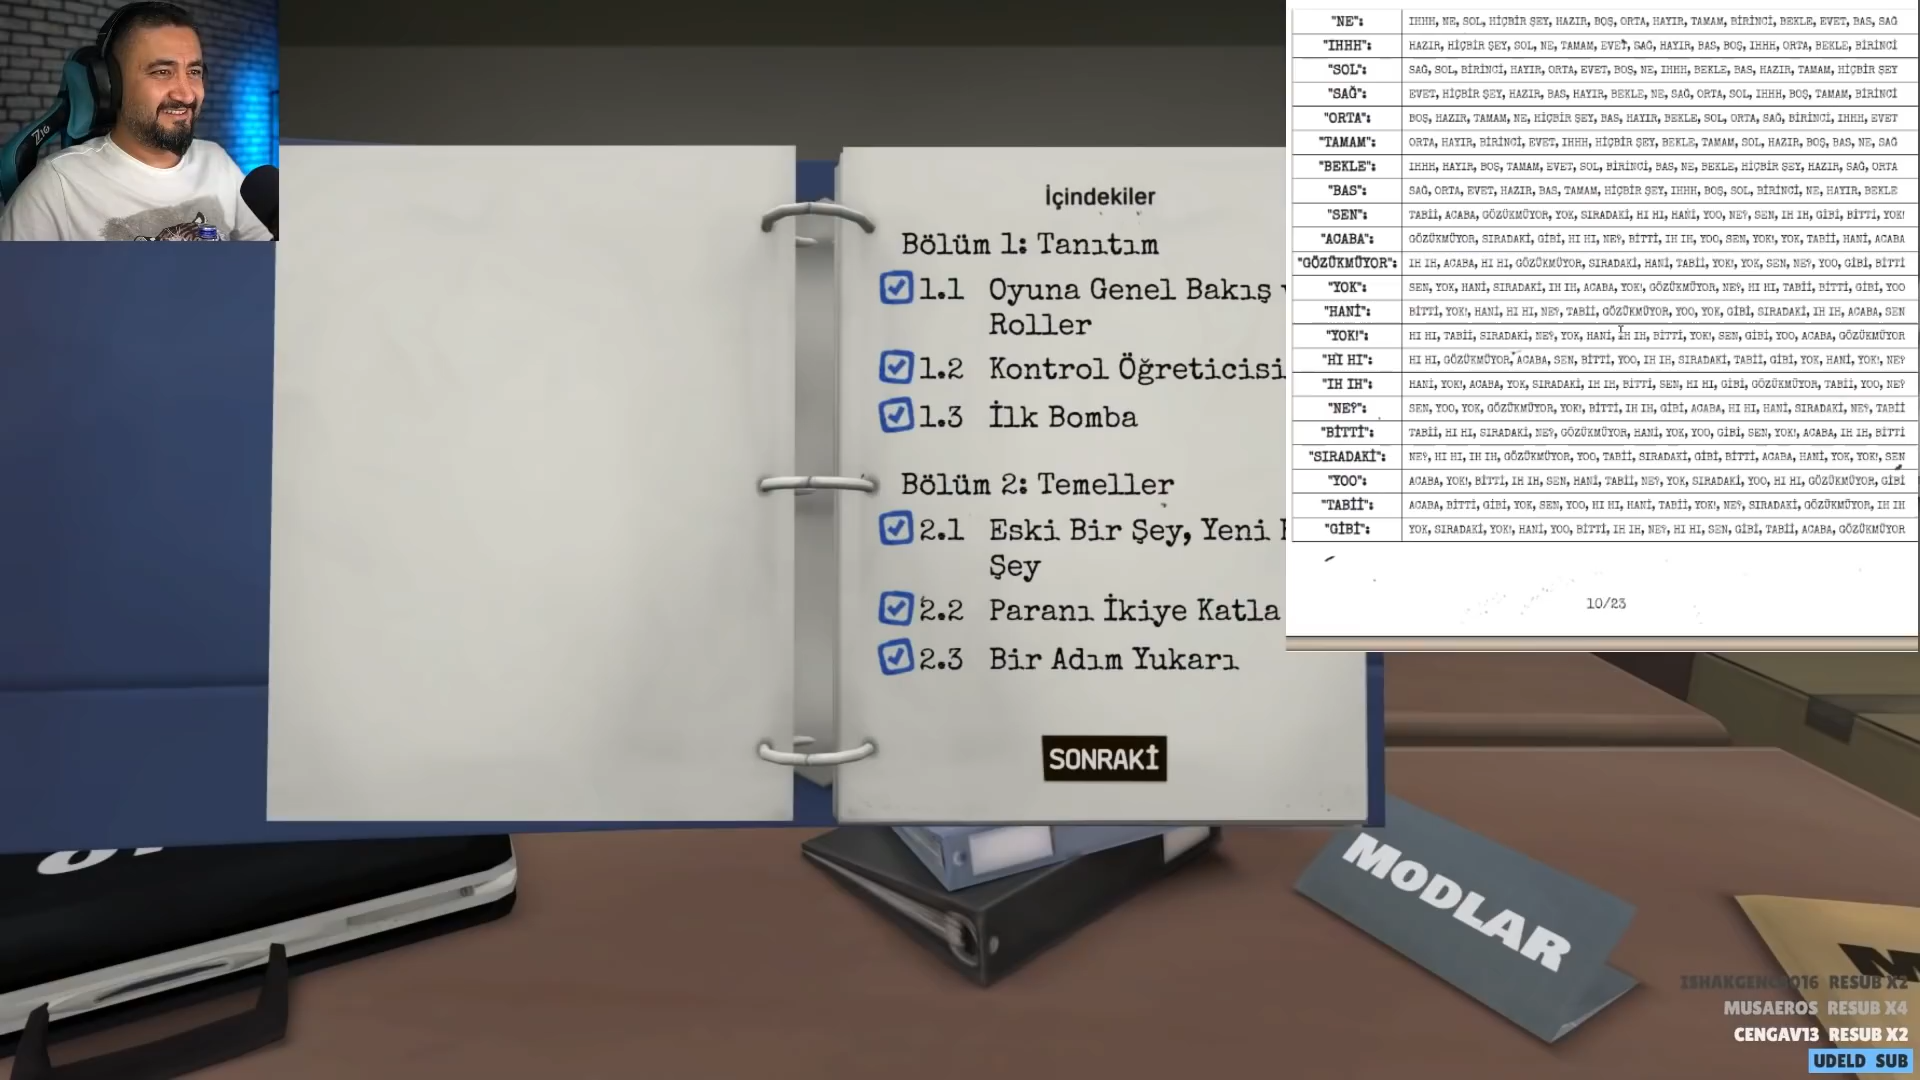 İçindekiler
Bölüm 1: Tanıtım
1.1 Oyuna Genel Bakış
Roller
1.2 Kontrol Öğreticisi
1.3 İlk Bomba
Bölüm 2: Temeller
2.1 Eski Bir Şey, Yeni
Şey
2.2 Paranı İkiye Katla
2.3 Bir Adım Yukarı
SONRAKİ
"NE": IHHH, NE, SOL, HİÇBİR ŞEY, HAZIR, BOŞ, ORTA, HAYIR, TAMAM, BİRİNCİ, BEKLE, EVET, BAS, SAĞ
"IHHH": HAZIR, HİÇBİR ŞEY, SOL, NE, TAMAM, EVET, SAĞ, HAYIR, BAS, BOŞ, IHHH, ORTA, BEKLE, BİRİNCİ
"SOL": SAĞ, SOL, BİRİNCİ, HAYIR, ORTA, EVET, BOŞ, NE, IHHH, BEKLE, BAS, HAZIR, TAMAM, HİÇBİR ŞEY
"SAĞ": EVET, HİÇBİR ŞEY, HAZIR, BAS, HAYIR, BEKLE, NE, SAĞ, ORTA, SOL, IHHH, BOŞ, TAMAM, BİRİNCİ
"ORTA": BOŞ, HAZIR, TAMAM, NE, HİÇBİR ŞEY, BAS, HAYIR, BEKLE, SOL, ORTA, SAĞ, BİRİNCİ, IHHH, EVET
"TAMAM": ORTA, HAYIR, BİRİNCİ, EVET, IHHH, HİÇBİR ŞEY, BEKLE, TAMAM, SOL, HAZIR, BOŞ, BAS, NE, SAĞ
"BEKLE": IHHH, HAYIR, BOŞ, TAMAM, EVET, SOL, BİRİNCİ, BAS, NE, BEKLE, HİÇBİR ŞEY, HAZIR, SAĞ, ORTA
"BAS": SAĞ, ORTA, EVET, HAZIR, BAS, TAMAM, HİÇBİR ŞEY, IHHH, BOŞ, SOL, BİRİNCİ, NE, HAYIR, BEKLE
"SEN": TABİİ, ACABA, GÖZÜKMÜYOR, YOK, SIRADAKİ, HI HI, HANİ, YOO, NE?, SEN, IH IH, GİBİ, BİTTİ, YOK!
"ACABA": GÖZÜKMÜYOR, SIRADAKİ, GİBİ, HI HI, NE?, BİTTİ, IH IH, YOO, SEN, YOK!, YOK, TABİİ, HANİ, ACABA
"GÖZÜKMÜYOR": IH IH, ACABA, HI HI, GÖZÜKMÜYOR, SIRADAKİ, HANİ, TABİİ, YOK!, YOK, SEN, NE?, YOO, GİBİ, BİTTİ
"YOK": SEN, YOK, HANİ, SIRADAKİ, IH IH, ACABA, YOK!, GÖZÜKMÜYOR, NE?, HI HI, TABİİ, BİTTİ, GİBİ, YOO
"HANİ": BİTTİ, YOK!, HANİ, HI HI, NE?, TABİİ, GÖZÜKMÜYOR, YOO, YOK, GİBİ, SIRADAKİ, IH IH, ACABA, SEN
"YOK!": HI HI, TABİİ, SIRADAKİ, NE?, YOK, HANİ, IH IH, BİTTİ, YOK!, SEN, GİBİ, YOO, ACABA, GÖZÜKMÜYOR
"HI HI": HI HI, GÖZÜKMÜYOR, ACABA, SEN, BİTTİ, YOO, IH IH, SIRADAKİ, TABİİ, GİBİ, YOK, HANİ, YOK!, NE?
"IH IH": HANİ, YOK!, ACABA, YOK, SIRADAKİ, IH IH, BİTTİ, SEN, HI HI, GİBİ, GÖZÜKMÜYOR, TABİİ, YOO, NE?
"NE?": SEN, YOO, YOK, GÖZÜKMÜYOR, YOK!, BİTTİ, IH IH, GİBİ, ACABA, HI HI, HANİ, SIRADAKİ, NE?, TABİİ
"BİTTİ": TABİİ, HI HI, SIRADAKİ, NE?, GÖZÜKMÜYOR, HANİ, YOK, YOO, GİBİ, SEN, YOK!, ACABA, IH IH, BİTTİ
"SIRADAKİ": NE?, HI HI, IH IH, GÖZÜKMÜYOR, YOO, TABİİ, SIRADAKİ, GİBİ, BİTTİ, ACABA, HANİ, YOK, YOK!, SEN
"YOO": ACABA, YOK!, BİTTİ, IH IH, SEN, HANİ, TABİİ, NE?, YOK, SIRADAKİ, YOO, HI HI, GÖZÜKMÜYOR, GİBİ
"TABİİ": ACABA, BİTTİ, GİBİ, YOK, SEN, YOO, HI HI, HANİ, TABİİ, YOK!, NE?, SIRADAKİ, GÖZÜKMÜYOR, IH IH
"GİBİ": YOK, SIRADAKİ, YOK!, HANİ, YOO, BİTTİ, IH IH, NE?, HI HI, SEN, GİBİ, TABİİ, ACABA, GÖZÜKMÜYOR
10/23
MODLAR
RESUB X2
MUSAEROS RESUB X4
CENGAV13 RESUB X2
UDELD SUB